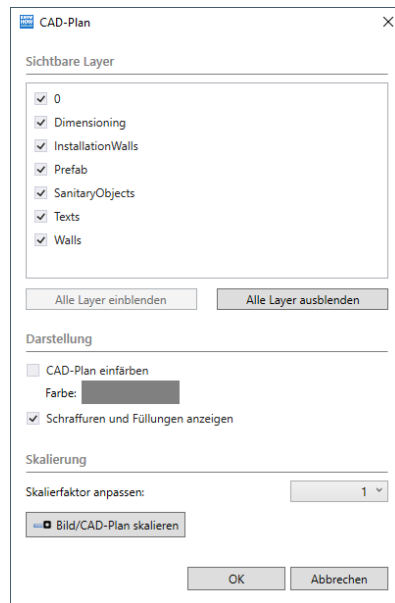 CAD-Plan
Sichtbare Layer
0
Dimensioning
InstallationWalls
Prefab
SanitaryObjects
Texts
Walls
Alle Layer einblenden
Alle Layer ausblenden
Darstellung
CAD-Plan einfärben
Farbe:
Schraffuren und Füllungen anzeigen
Skalierung
Skalierfaktor anpassen:
1
Bild/CAD-Plan skalieren
OK
Abbrechen